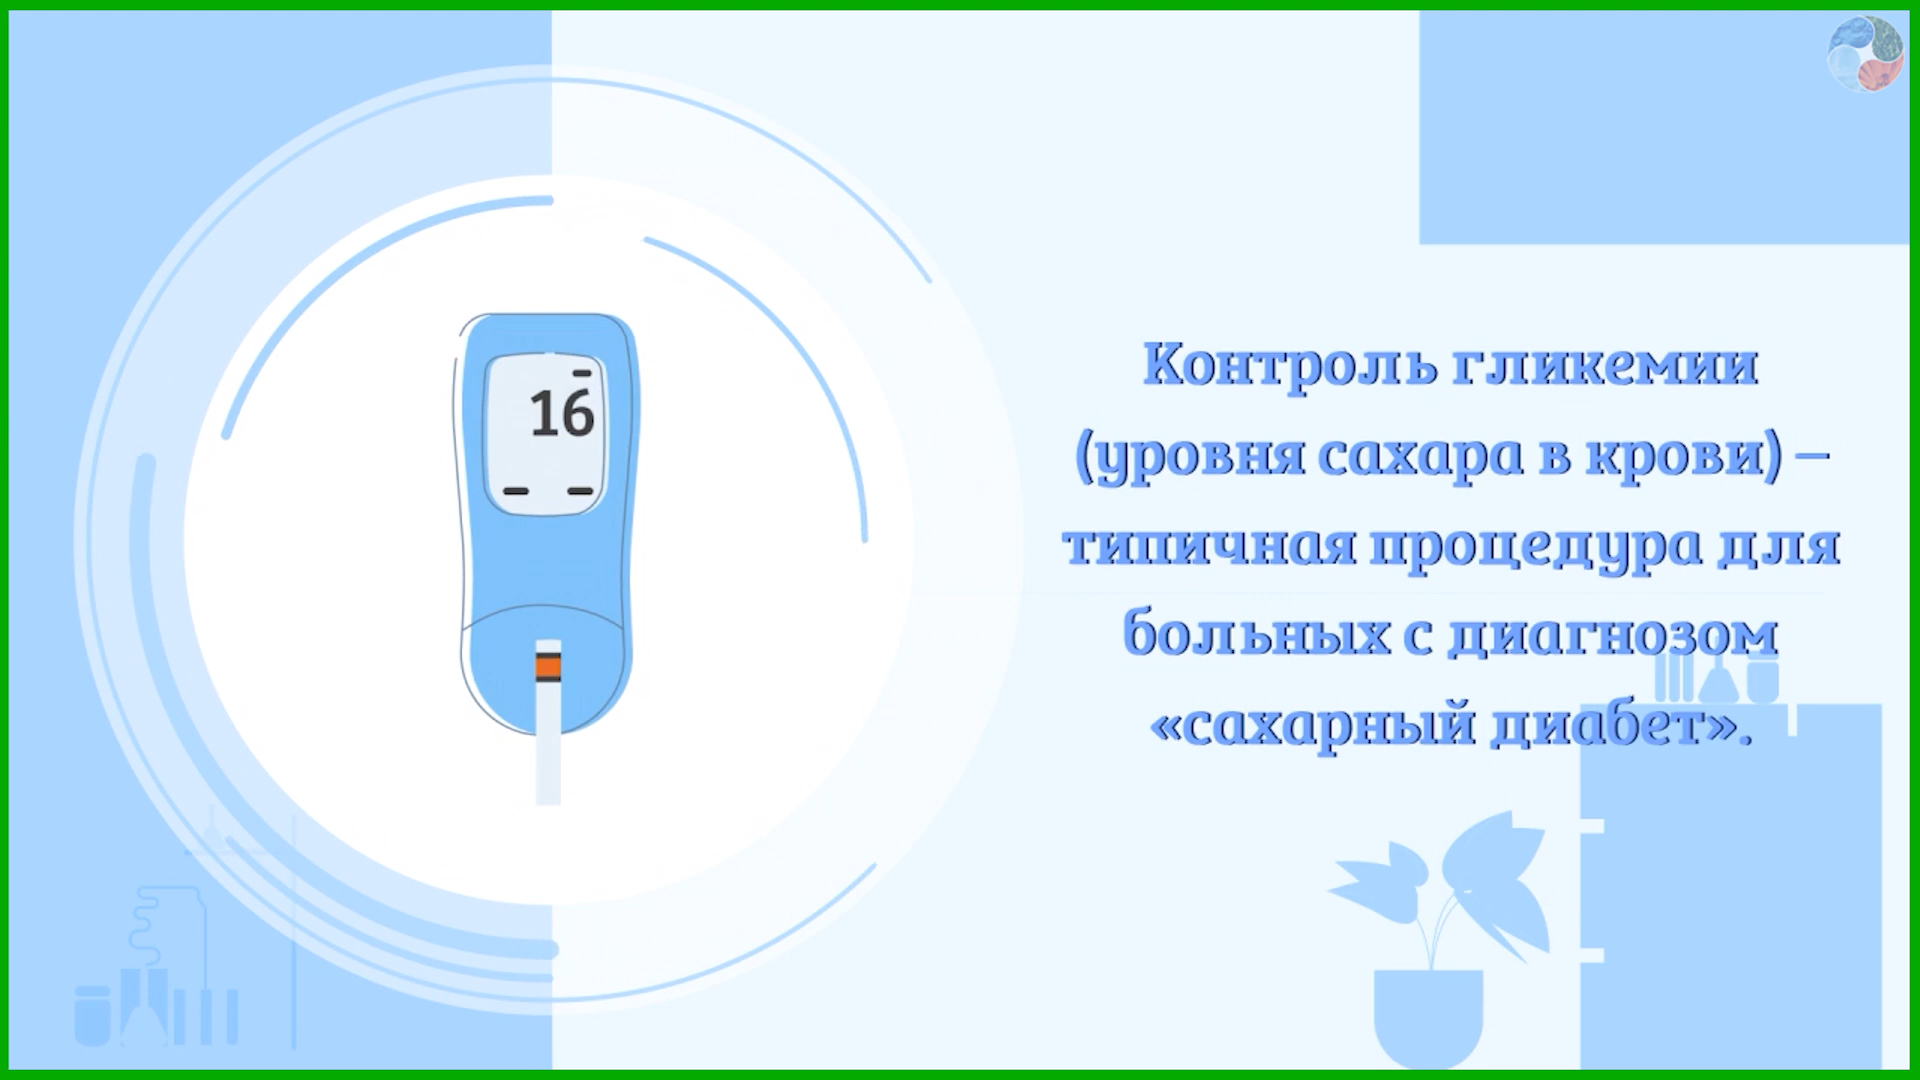 16
Контроль гликемии
(уровня сахара в крови) –
типичная процедура для
больных с диагнозом
«сахарный диабет».